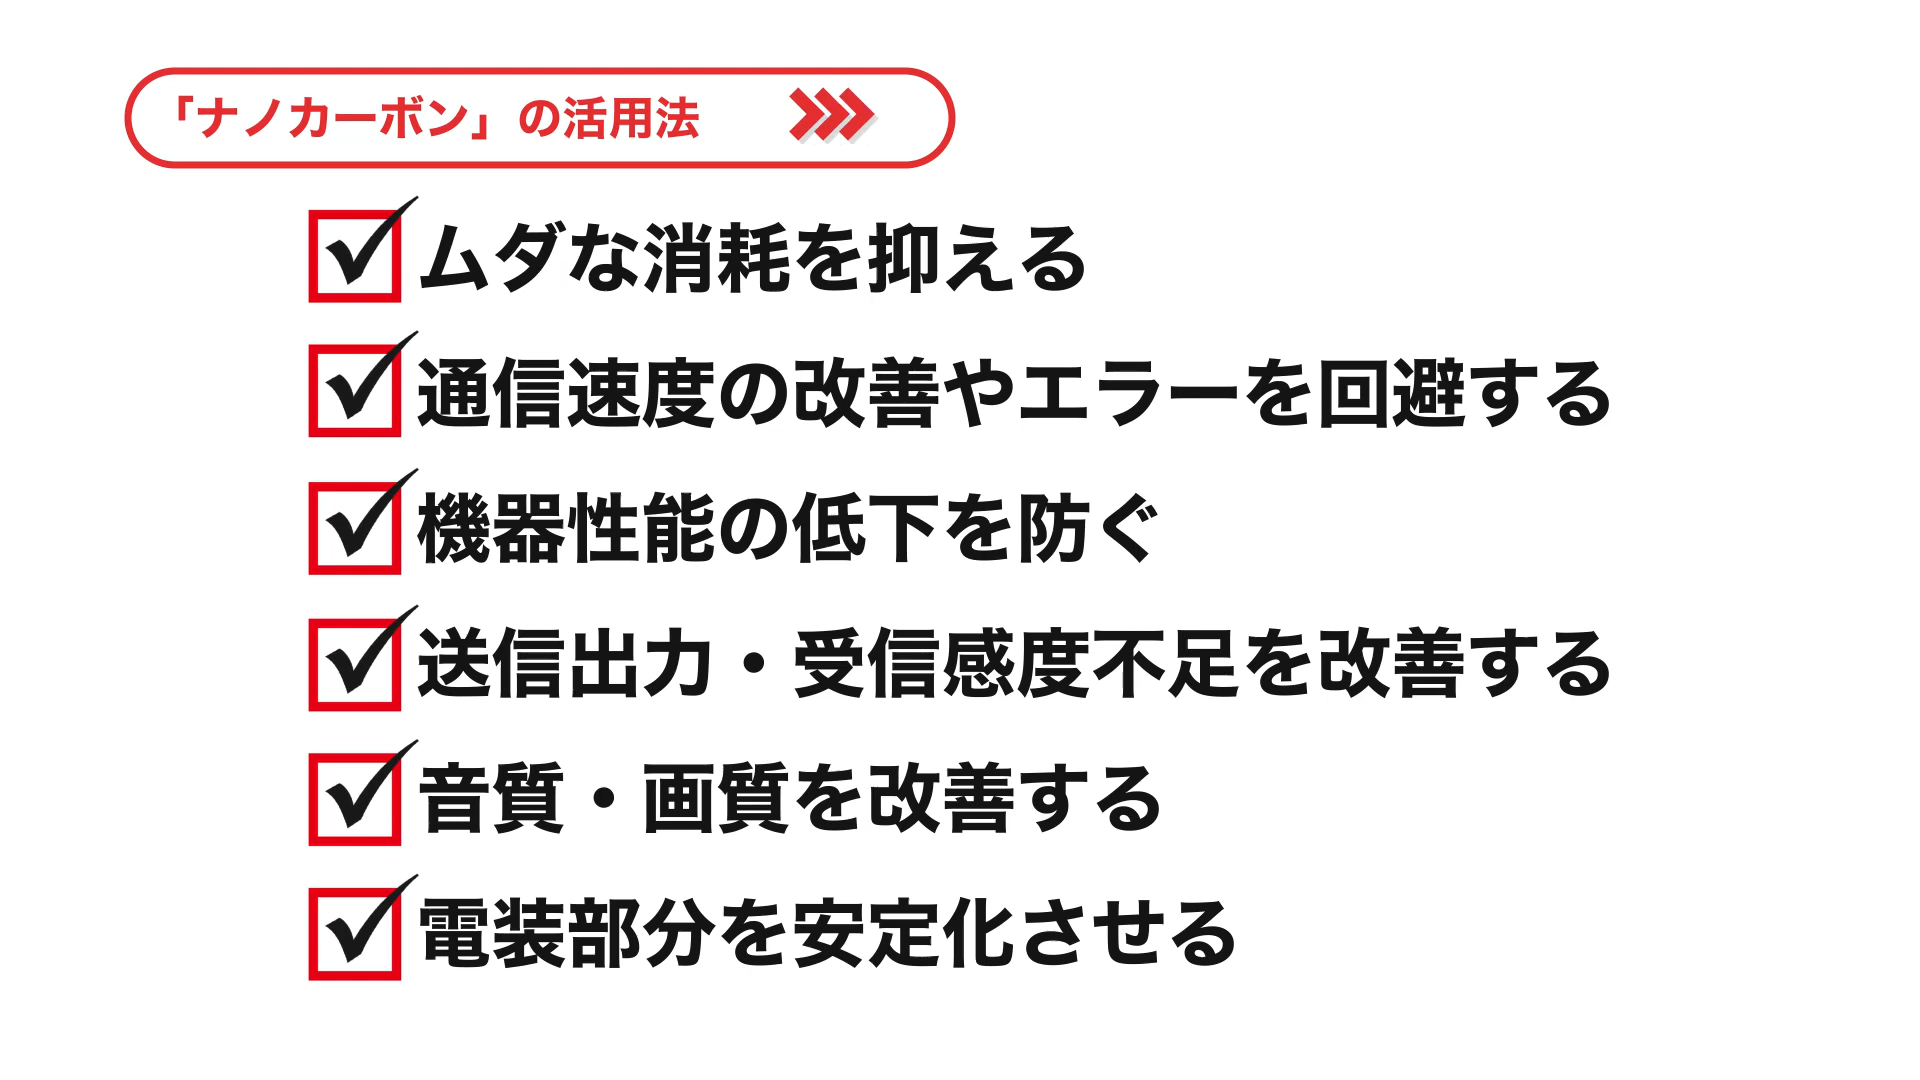 「ナノカーボン」の活用法
ムダな消耗を抑える
通信速度の改善やエラーを回避する
機器性能の低下を防ぐ
送信出力・受信感度不足を改善する
音質・画質を改善する
電装部分を安定化させる